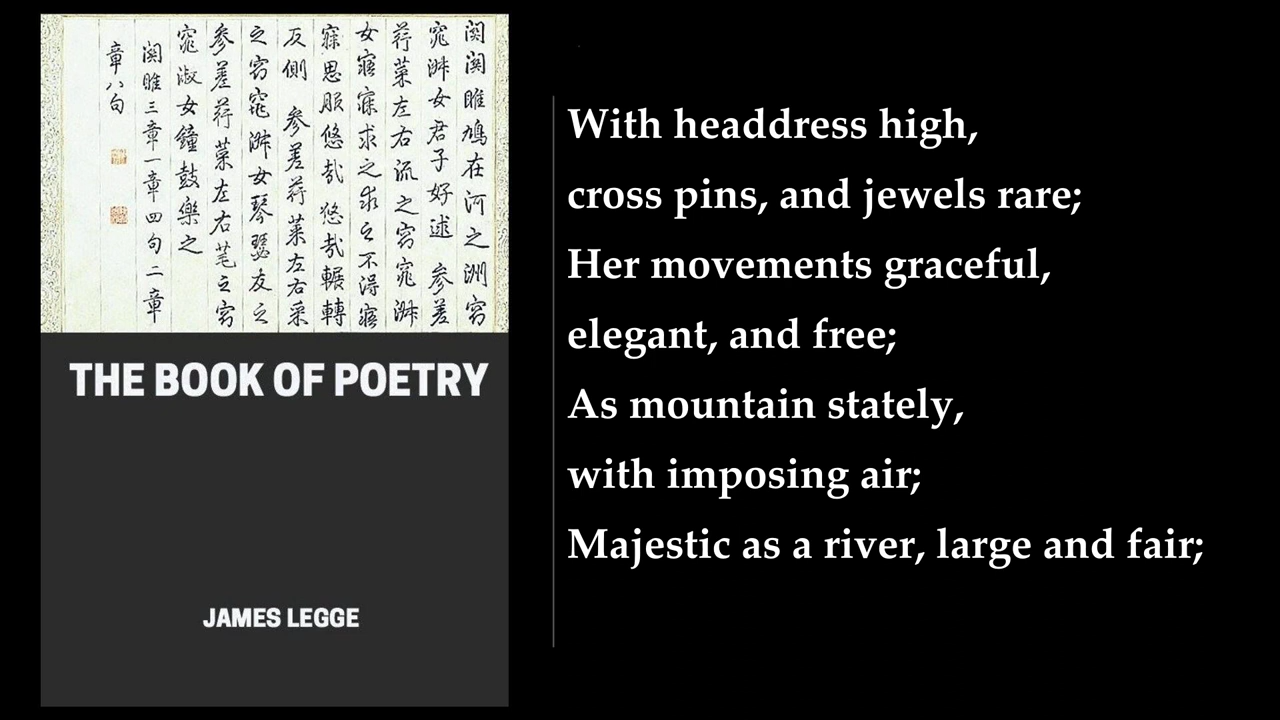 関関雎鳩在河之洲窈
窕淑女君子好逑 参差
荇菜左右流之窈窕淑
女寤寐求之求之不得寤
寐思服悠哉悠哉輾轉
反側 参差荇菜左右采
之窈窕淑女琴瑟友之
参差荇菜左右芼之窈
窕淑女鐘鼓樂之
関雎三章一章四句二章
章八句
THE BOOK OF POETRY
JAMES LEGGE
With headdress high,
cross pins, and jewels rare;
Her movements graceful,
elegant, and free;
As mountain stately,
with imposing air;
Majestic as a river, large and fair;